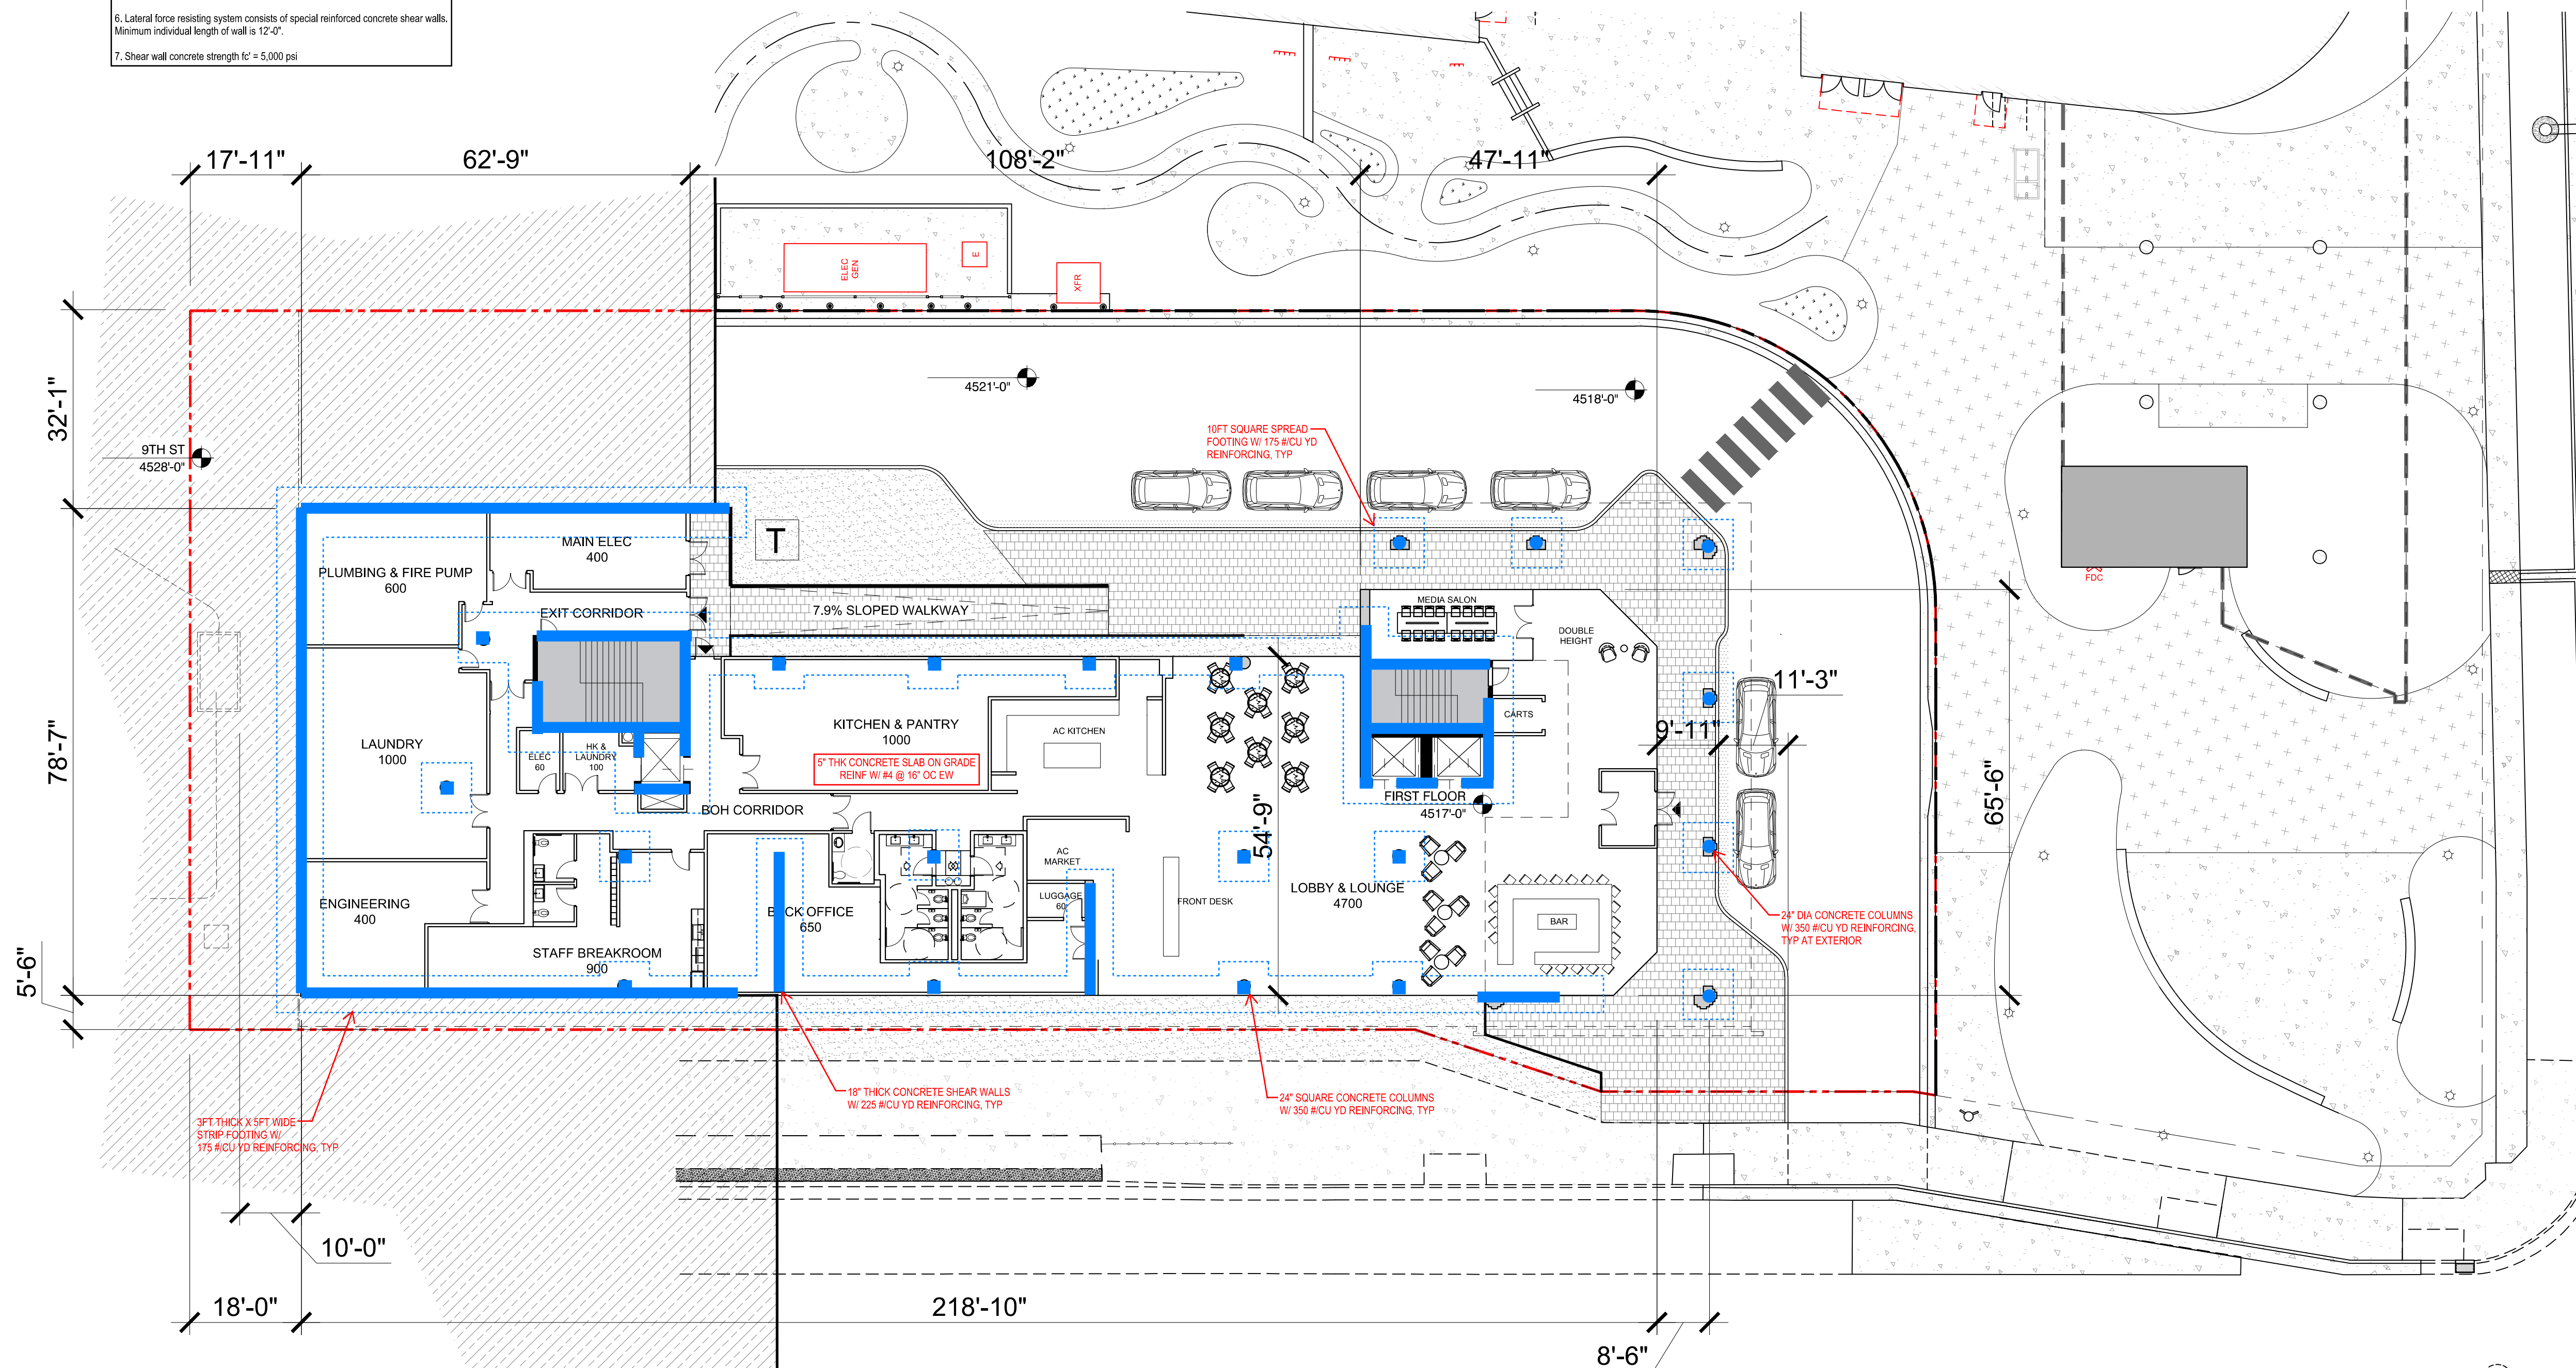 6. Lateral force resisting system consists of special reinforced concrete shear walls.
Minimum individual length of wall is 12'-0".
7. Shear wall concrete strength fc' = 5,000 psi
17'-11"
62'-9"
108'-2"
47'-11"
ELEC
GEN
E
XFR
32'-1"
4521'-0"
4518'-0"
9TH ST
4528'-0"
10FT SQUARE SPREAD
FOOTING W/ 175 #/CU YD
REINFORCING, TYP
T
MAIN ELEC
400
PLUMBING & FIRE PUMP
600
FDC
EXIT CORRIDOR
7.9% SLOPED WALKWAY
MEDIA SALON
DOUBLE
HEIGHT
11'-3"
9'-11"
CARTS
78'-7"
LAUNDRY
1000
KITCHEN & PANTRY
1000
AC KITCHEN
ELEC
60
HK &
LAUNDRY
100
5" THK CONCRETE SLAB ON GRADE
REINF W/ #4 @ 16" OC EW
BOH CORRIDOR
FIRST FLOOR
4517'-0"
54'-9"
65'-6"
AC
MARKET
ENGINEERING
400
BACK OFFICE
650
LUGGAGE
60
FRONT DESK
LOBBY & LOUNGE
4700
BAR
24" DIA CONCRETE COLUMNS
W/ 350 #/CU YD REINFORCING,
TYP AT EXTERIOR
STAFF BREAKROOM
900
5'-6"
18" THICK CONCRETE SHEAR WALLS
W/ 225 #/CU YD REINFORCING, TYP
24" SQUARE CONCRETE COLUMNS
W/ 350 #/CU YD REINFORCING, TYP
3FT THICK X 5FT WIDE
STRIP FOOTING W/
175 #/CU YD REINFORCING, TYP
10'-0"
18'-0"
218'-10"
8'-6"